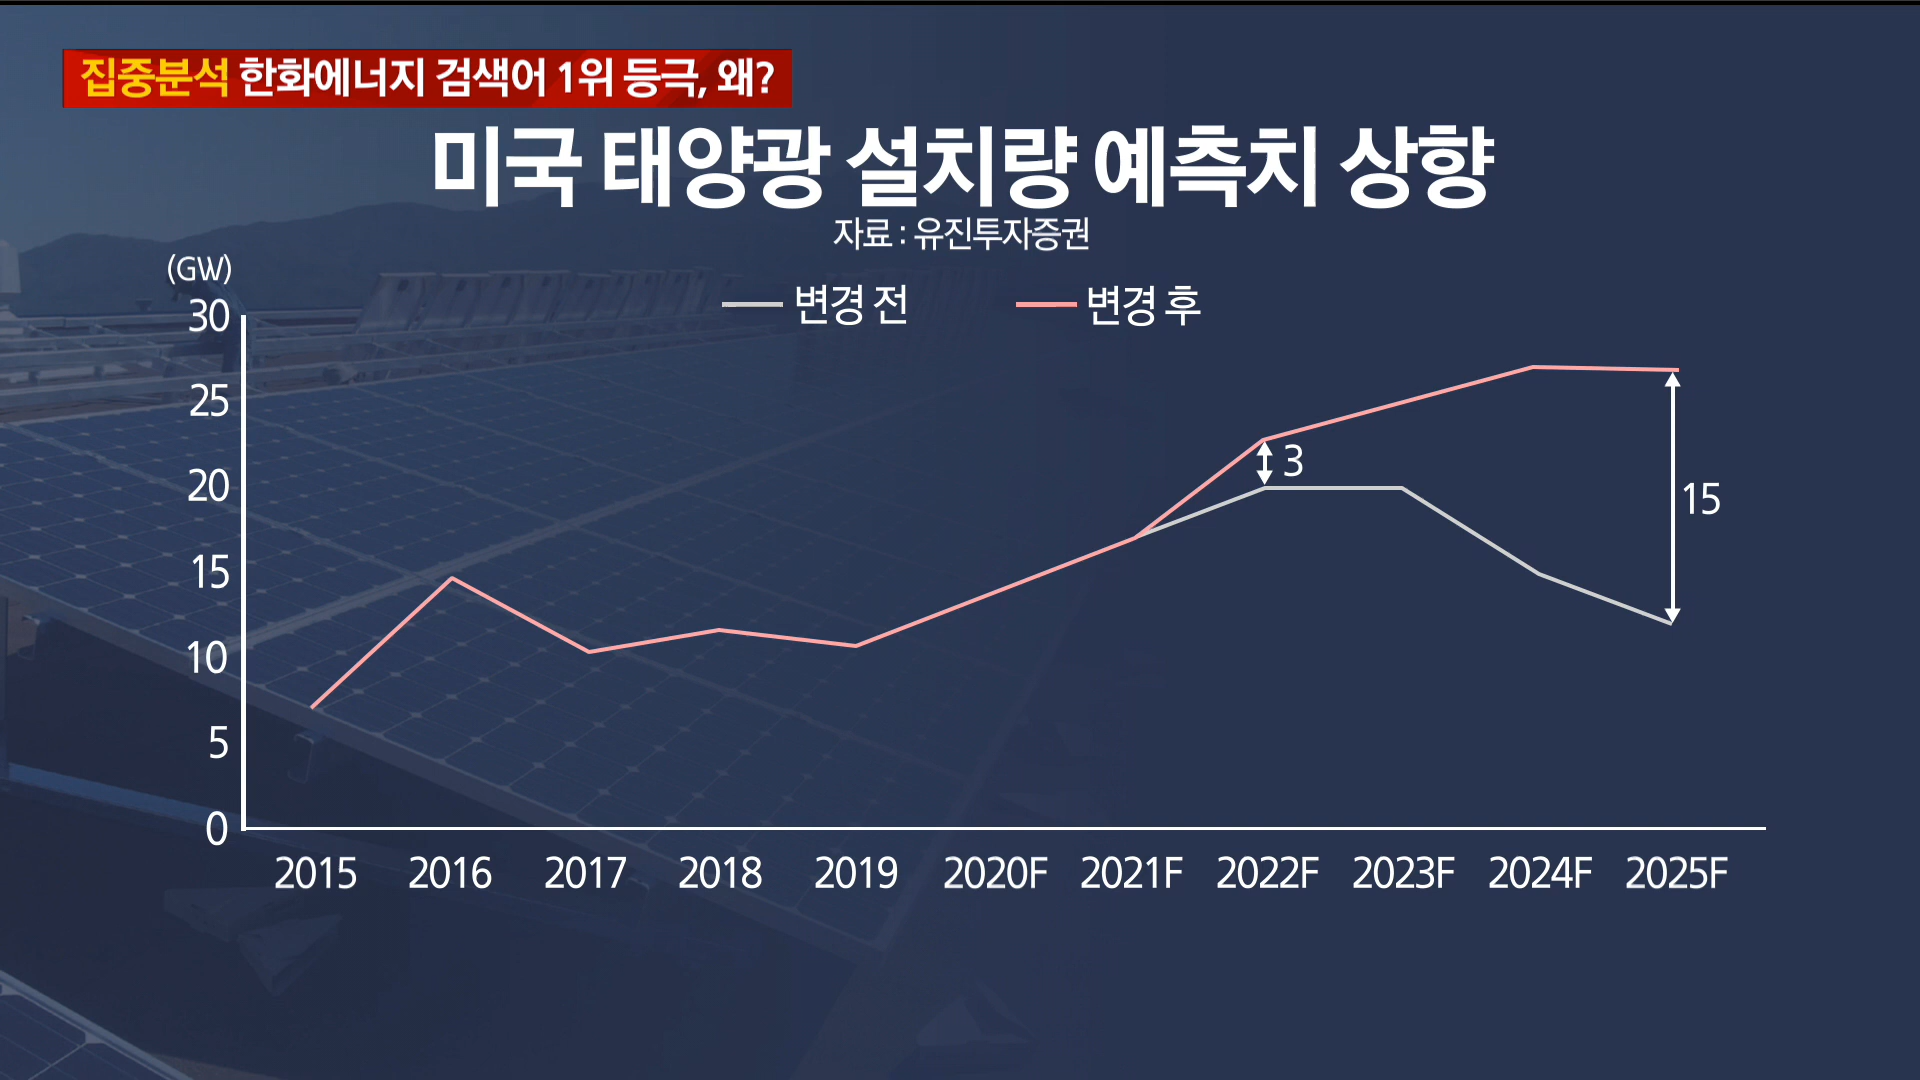 집중분석 한화에너지 검색어 1위 등극, 왜?
미국 태양광 설치량 예측치 상향
자료 : 유진투자증권
(GW)
변경 전 변경 후
30
25
20
15
10
5
0
3
15
2015 2016 2017 2018 2019 2020F 2021F 2022F 2023F 2024F 2025F